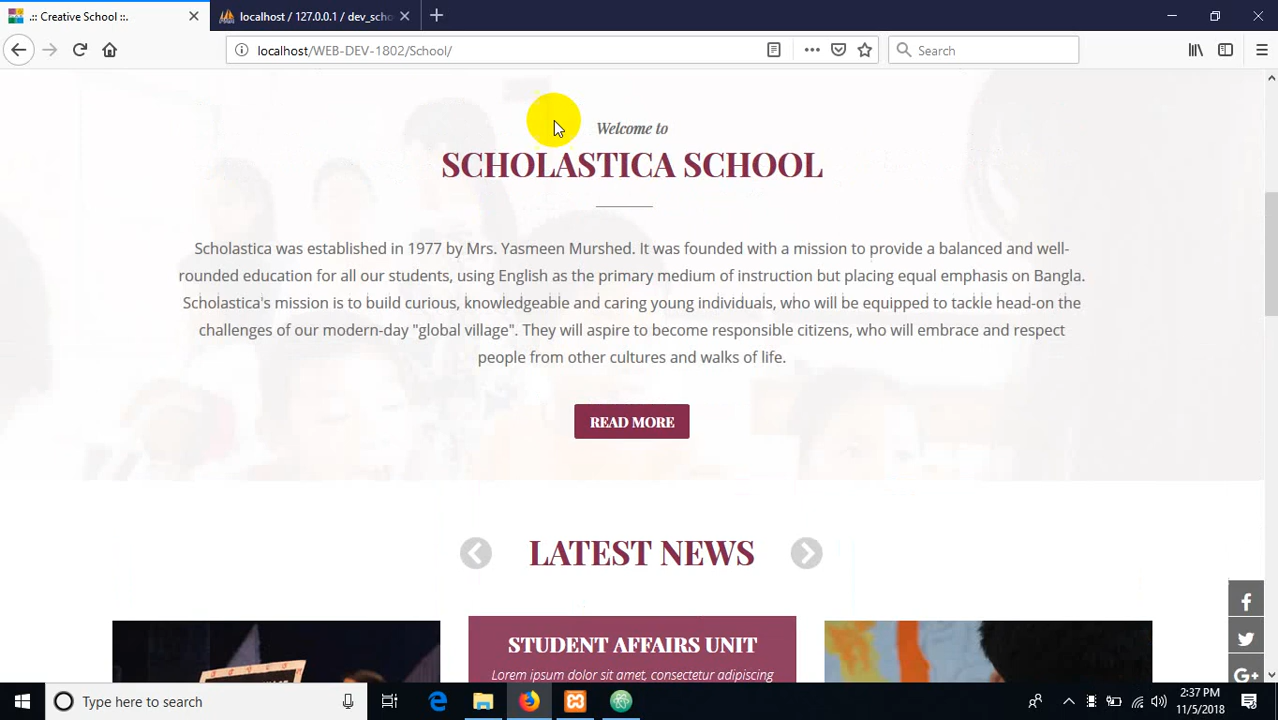 .:: Creative School ::.
localhost / 127.0.0.1 / dev_scho
localhost/WEB-DEV-1802/School/
Search
Welcome to
SCHOLASTICA SCHOOL
Scholastica was established in 1977 by Mrs. Yasmeen Murshed. It was founded with a mission to provide a balanced and well-
rounded education for all our students, using English as the primary medium of instruction but placing equal emphasis on Bangla.
Scholastica's mission is to build curious, knowledgeable and caring young individuals, who will be equipped to tackle head-on the
challenges of our modern-day "global village". They will aspire to become responsible citizens, who will embrace and respect
people from other cultures and walks of life.
READ MORE
LATEST NEWS
STUDENT AFFAIRS UNIT
Lorem ipsum dolor sit amet, consectetur adipiscing
Type here to search
2:37 PM
11/5/2018